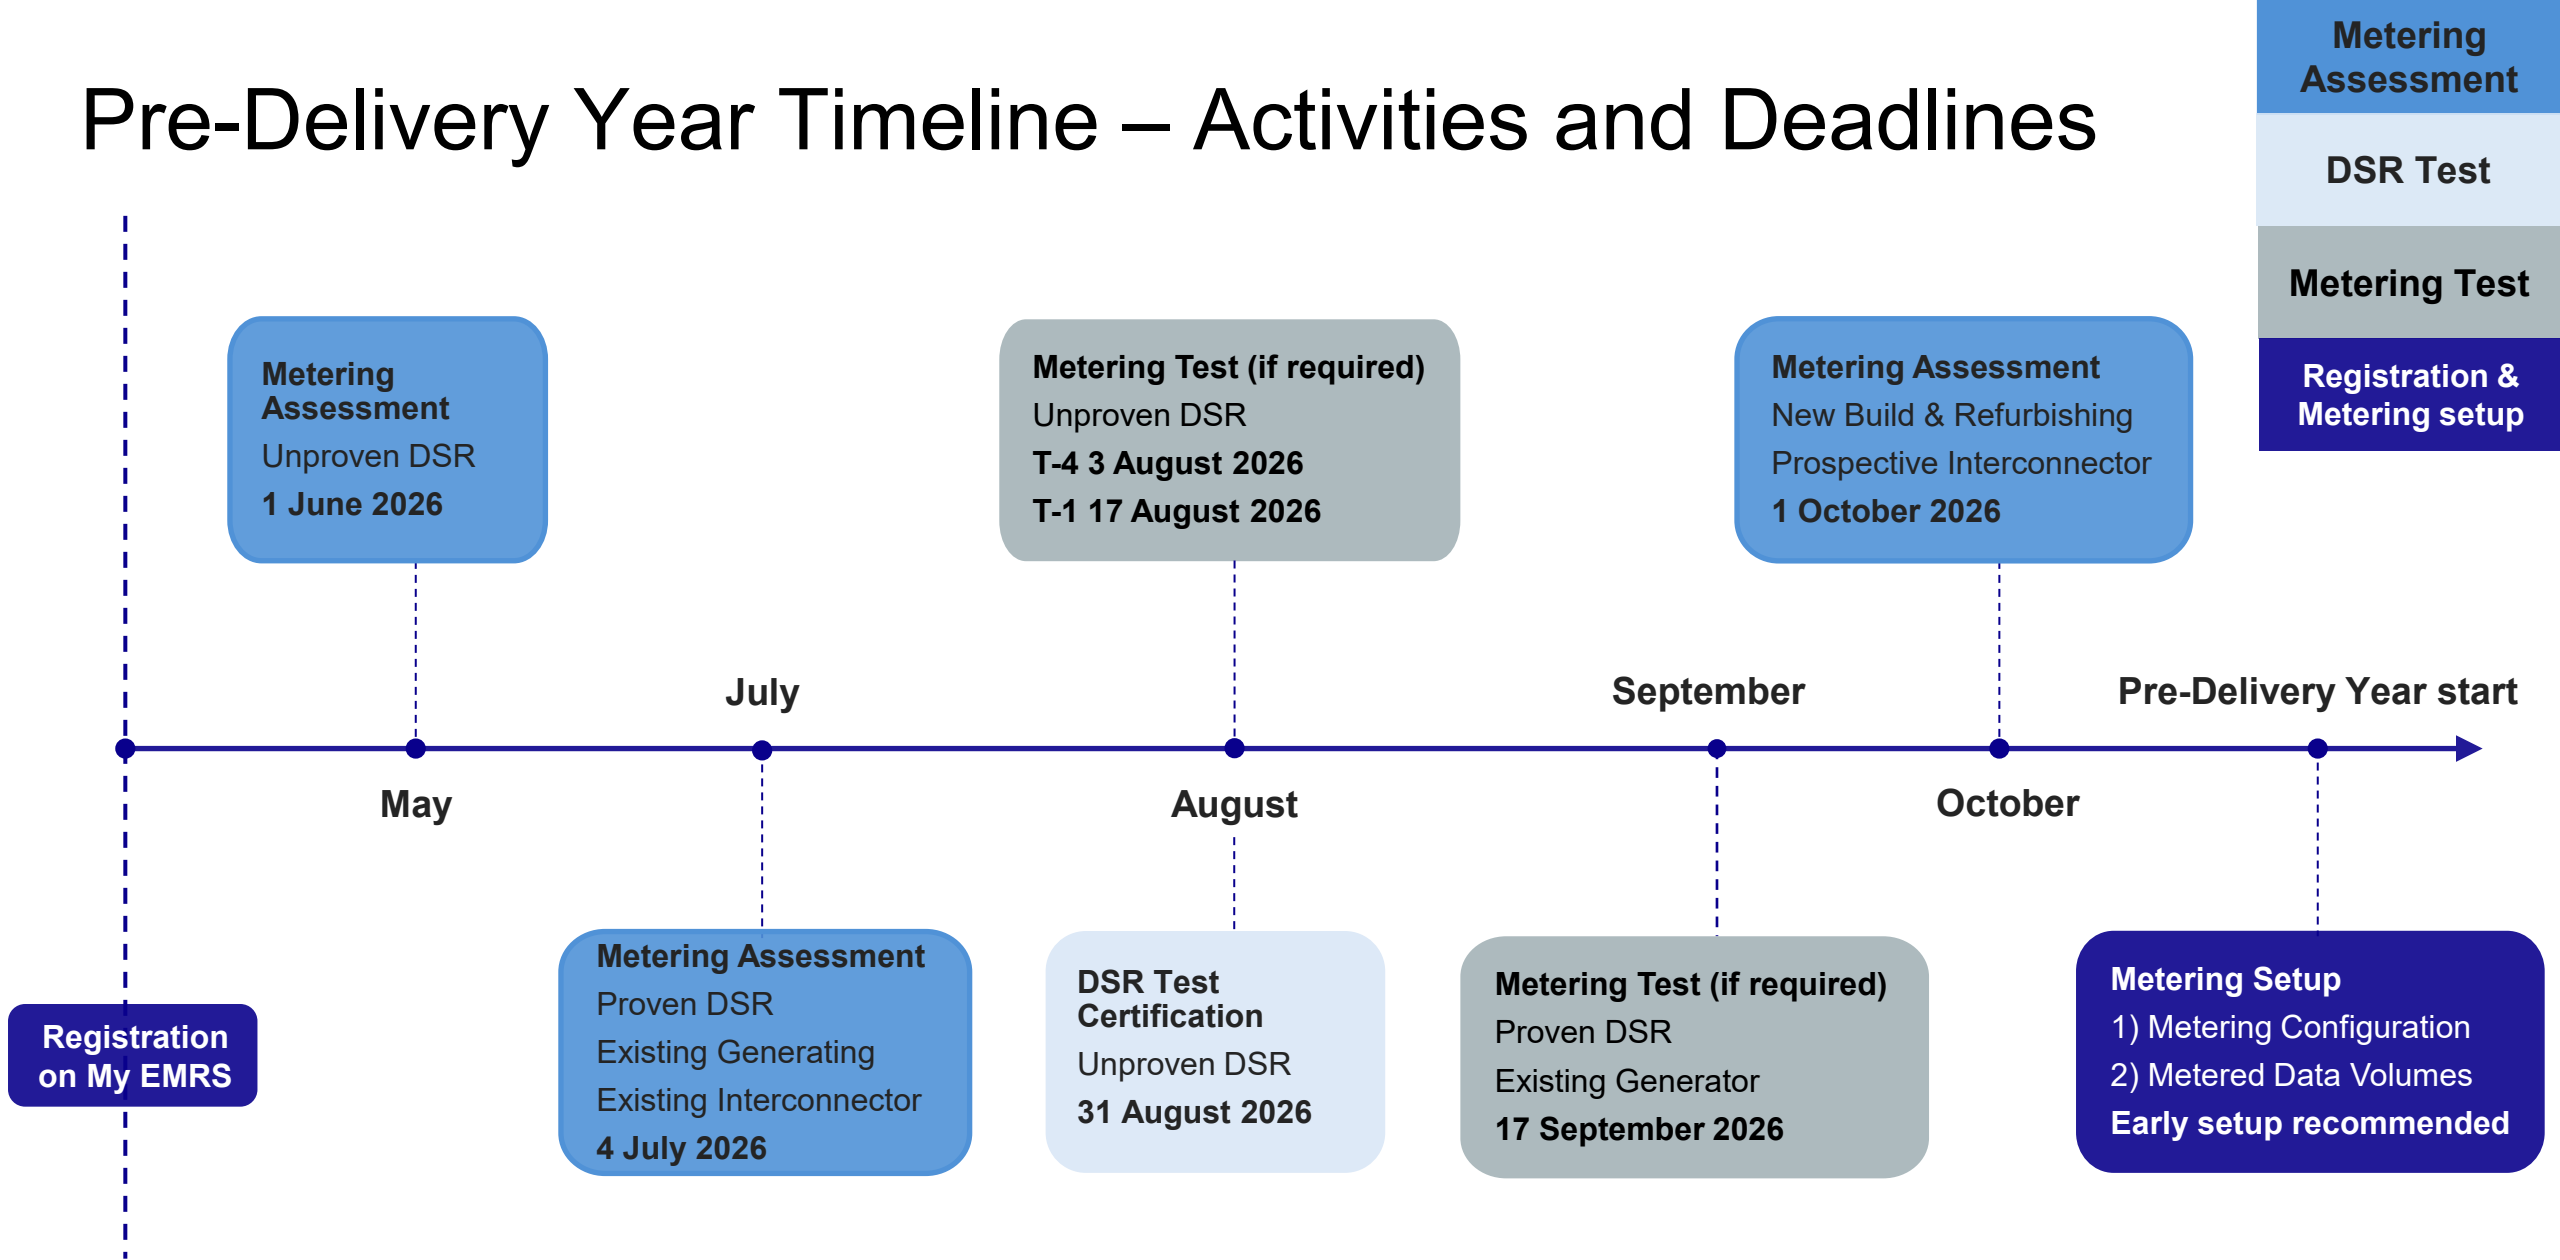 Pre-Delivery Year Timeline – Activities and Deadlines
Metering
Assessment
DSR Test
Metering Test
Registration &
Metering setup
Metering
Assessment
Unproven DSR
1 June 2026
Metering Test (if required)
Unproven DSR
T-4 3 August 2026
T-1 17 August 2026
Metering Assessment
New Build & Refurbishing
Prospective Interconnector
1 October 2026
July
September
Pre-Delivery Year start
May
August
October
Registration
on My EMRS
Metering Assessment
Proven DSR
Existing Generating
Existing Interconnector
4 July 2026
DSR Test
Certification
Unproven DSR
31 August 2026
Metering Test (if required)
Proven DSR
Existing Generator
17 September 2026
Metering Setup
1) Metering Configuration
2) Metered Data Volumes
Early setup recommended